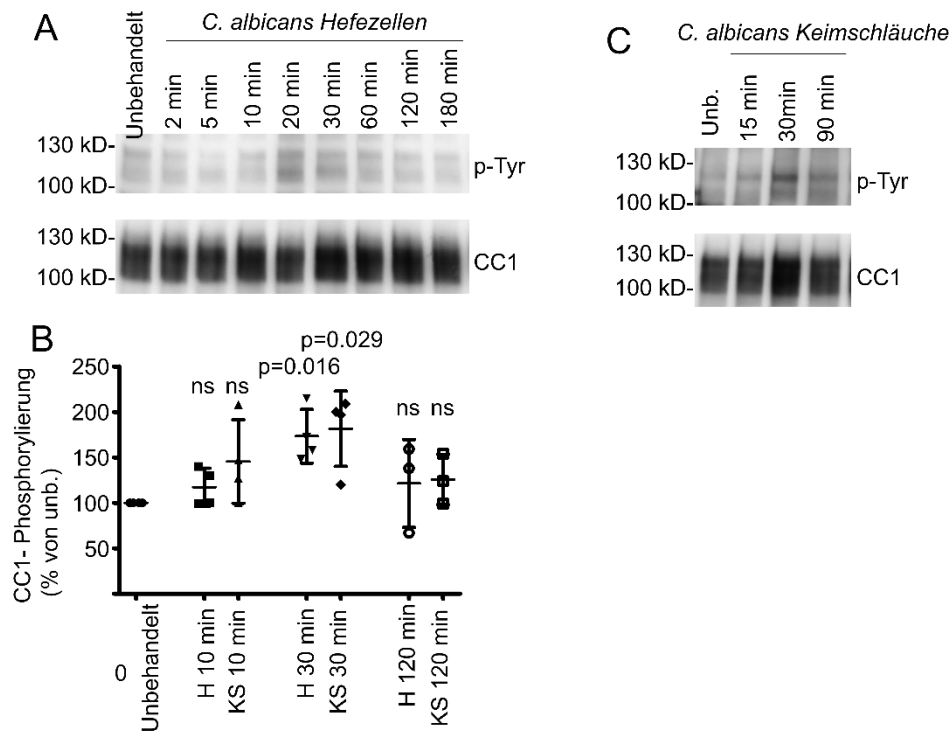 A
Unbehandelt
C. albicans Hefezellen
2 min
5 min
10 min
20 min
30 min
60 min
120 min
180 min
130 kD-
100 kD-
p-Tyr
130 kD-
100 kD-
CC1
C
C. albicans Keimschläuche
Unb.
15 min
30min
90 min
130 kD-
100 kD-
p-Tyr
130 kD-
100 kD-
CC1
B
p=0.029
p=0.016
ns ns
ns ns
CC1- Phosphorylierung
(% von unb.)
250
200
150
100
50
0
Unbehandelt
H 10 min
KS 10 min
H 30 min
KS 30 min
H 120 min
KS 120 min